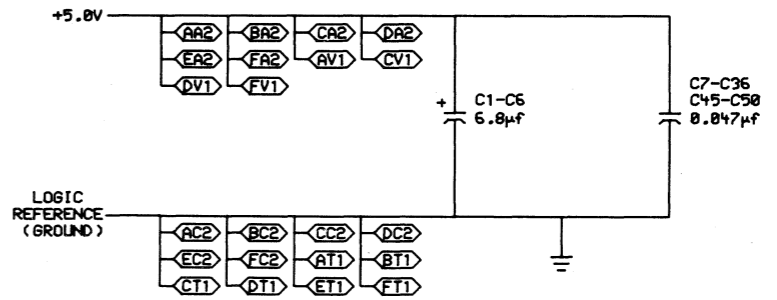 +5.0V
AA2 BA2 CA2 DA2
EA2 FA2 AV1 CV1
DV1 FV1
+ C1-C6
6.8µf
C7-C36
C45-C50
0.047µf
LOGIC
REFERENCE
(GROUND)
AC2 BC2 CC2 DC2
EC2 FC2 AT1 BT1
CT1 DT1 ET1 FT1